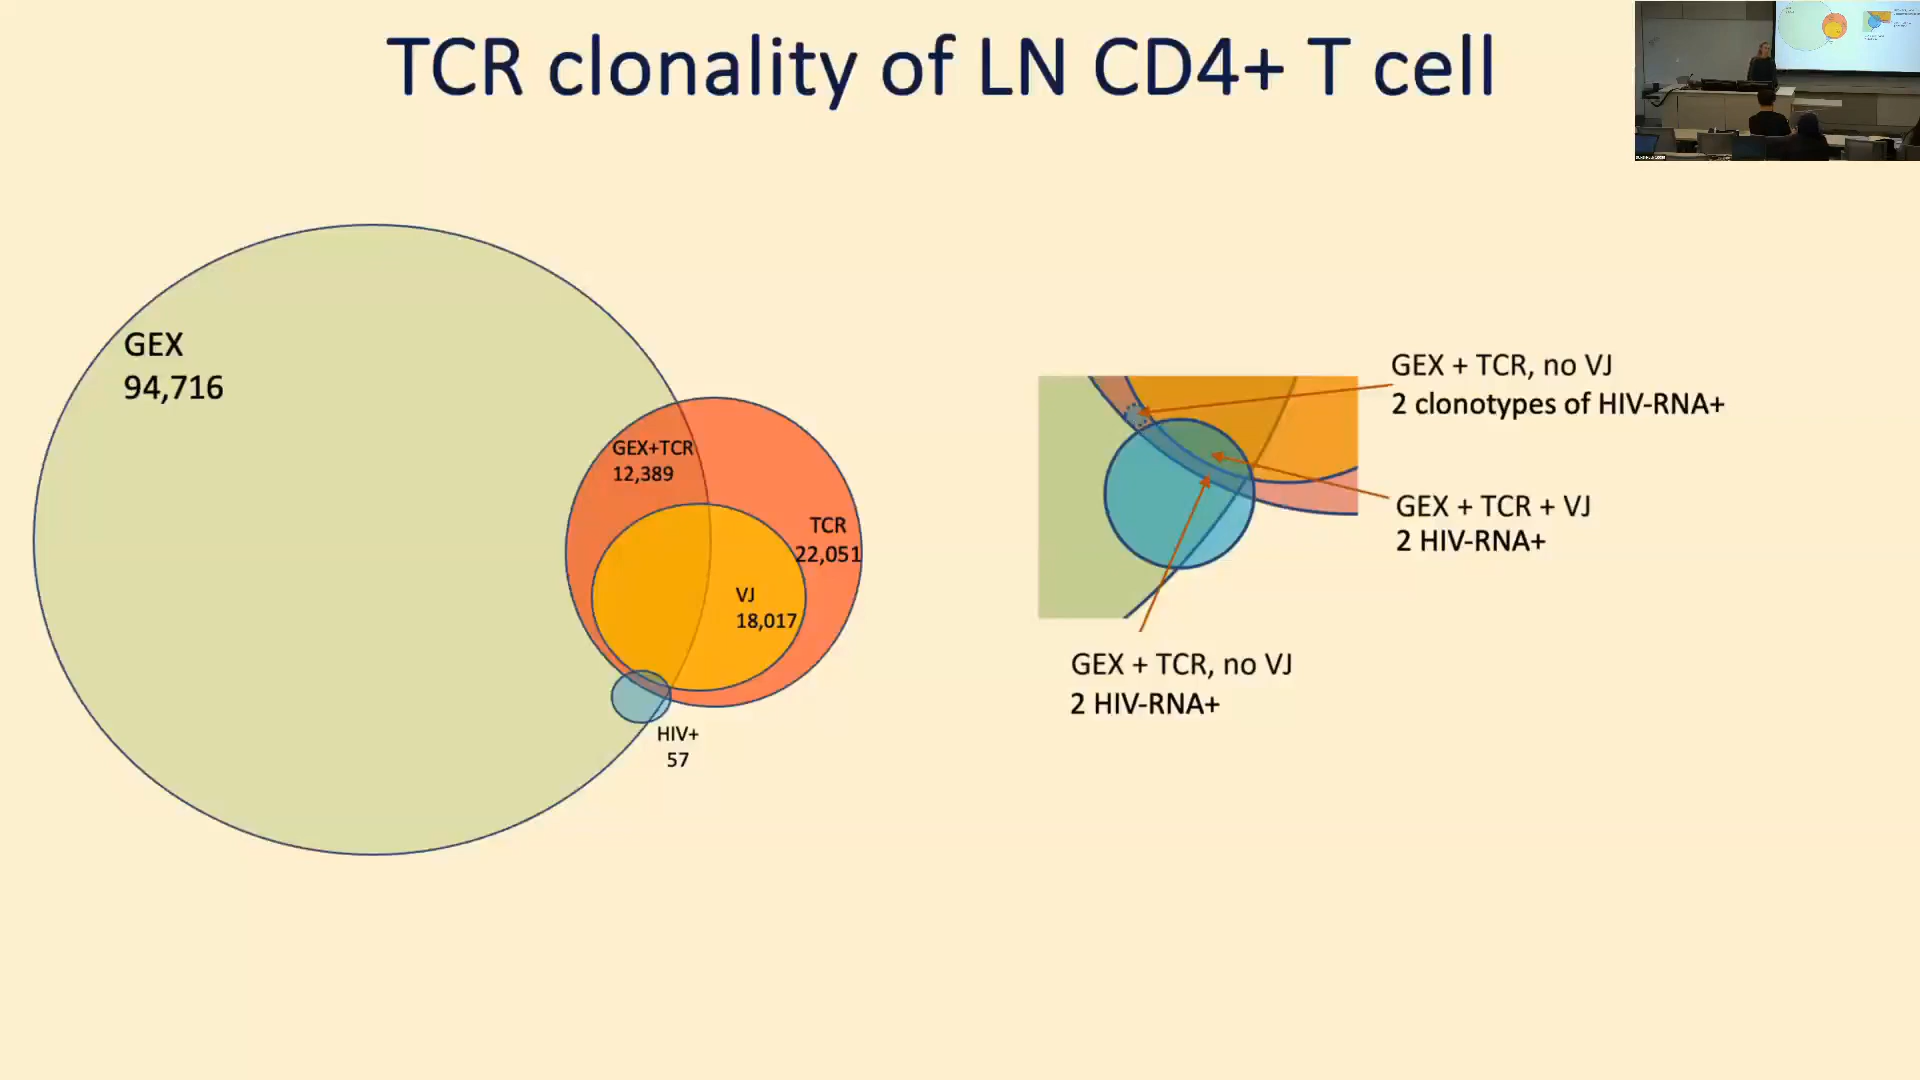 TCR clonality of LN CD4+ T cell
GEX
94,716
GEX+TCR
12,389
TCR
22,051
VJ
18,017
HIV+
57
GEX + TCR, no VJ
2 clonotypes of HIV-RNA+
GEX + TCR + VJ
2 HIV-RNA+
GEX + TCR, no VJ
2 HIV-RNA+